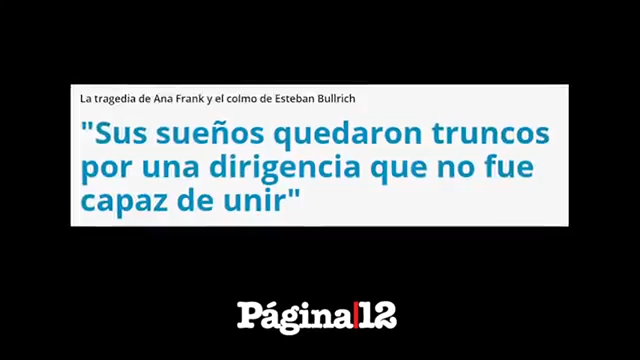 La tragedia de Ana Frank y el colmo de Esteban Bullrich
"Sus sueños quedaron truncos
por una dirigencia que no fue
capaz de unir"
Página|12